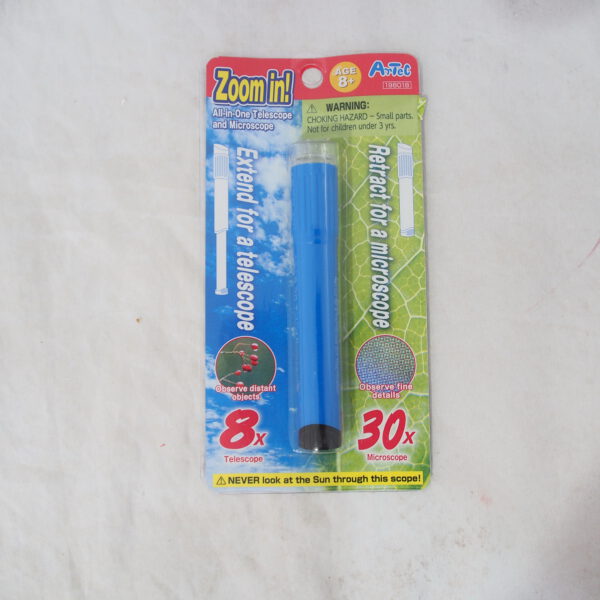 Zoom in!
All-in-One Telescope
and Microscope
AGE
8+
ArTec
⚠ WARNING:
CHOKING HAZARD – Small parts.
Not for children under 3 yrs.
Extend for a telescope
Retract for a microscope
Observe distant
objects
8x
Telescope
Observe fine
details
30x
Microscope
⚠ NEVER look at the Sun through this scope!